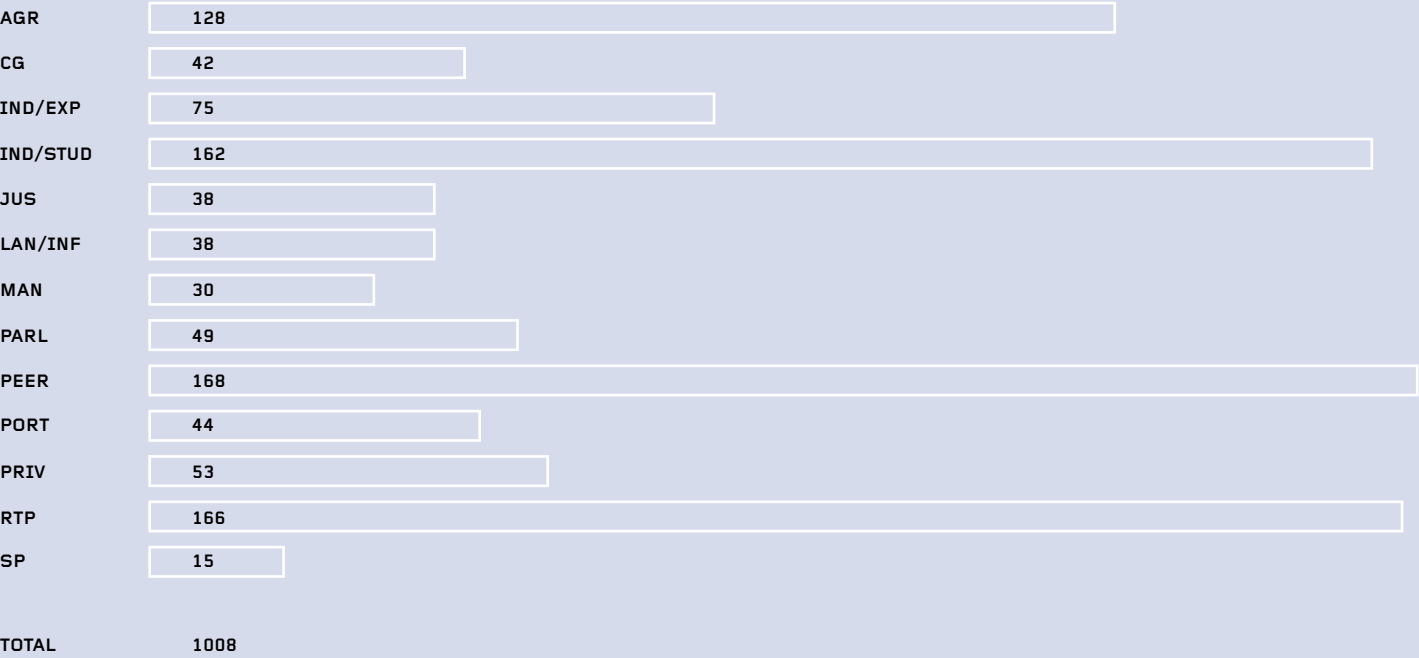 AGR 128
CG 42
IND/EXP 75
IND/STUD 162
JUS 38
LAN/INF 38
MAN 30
PARL 49
PEER 168
PORT 44
PRIV 53
RTP 166
SP 15
TOTAL 1008